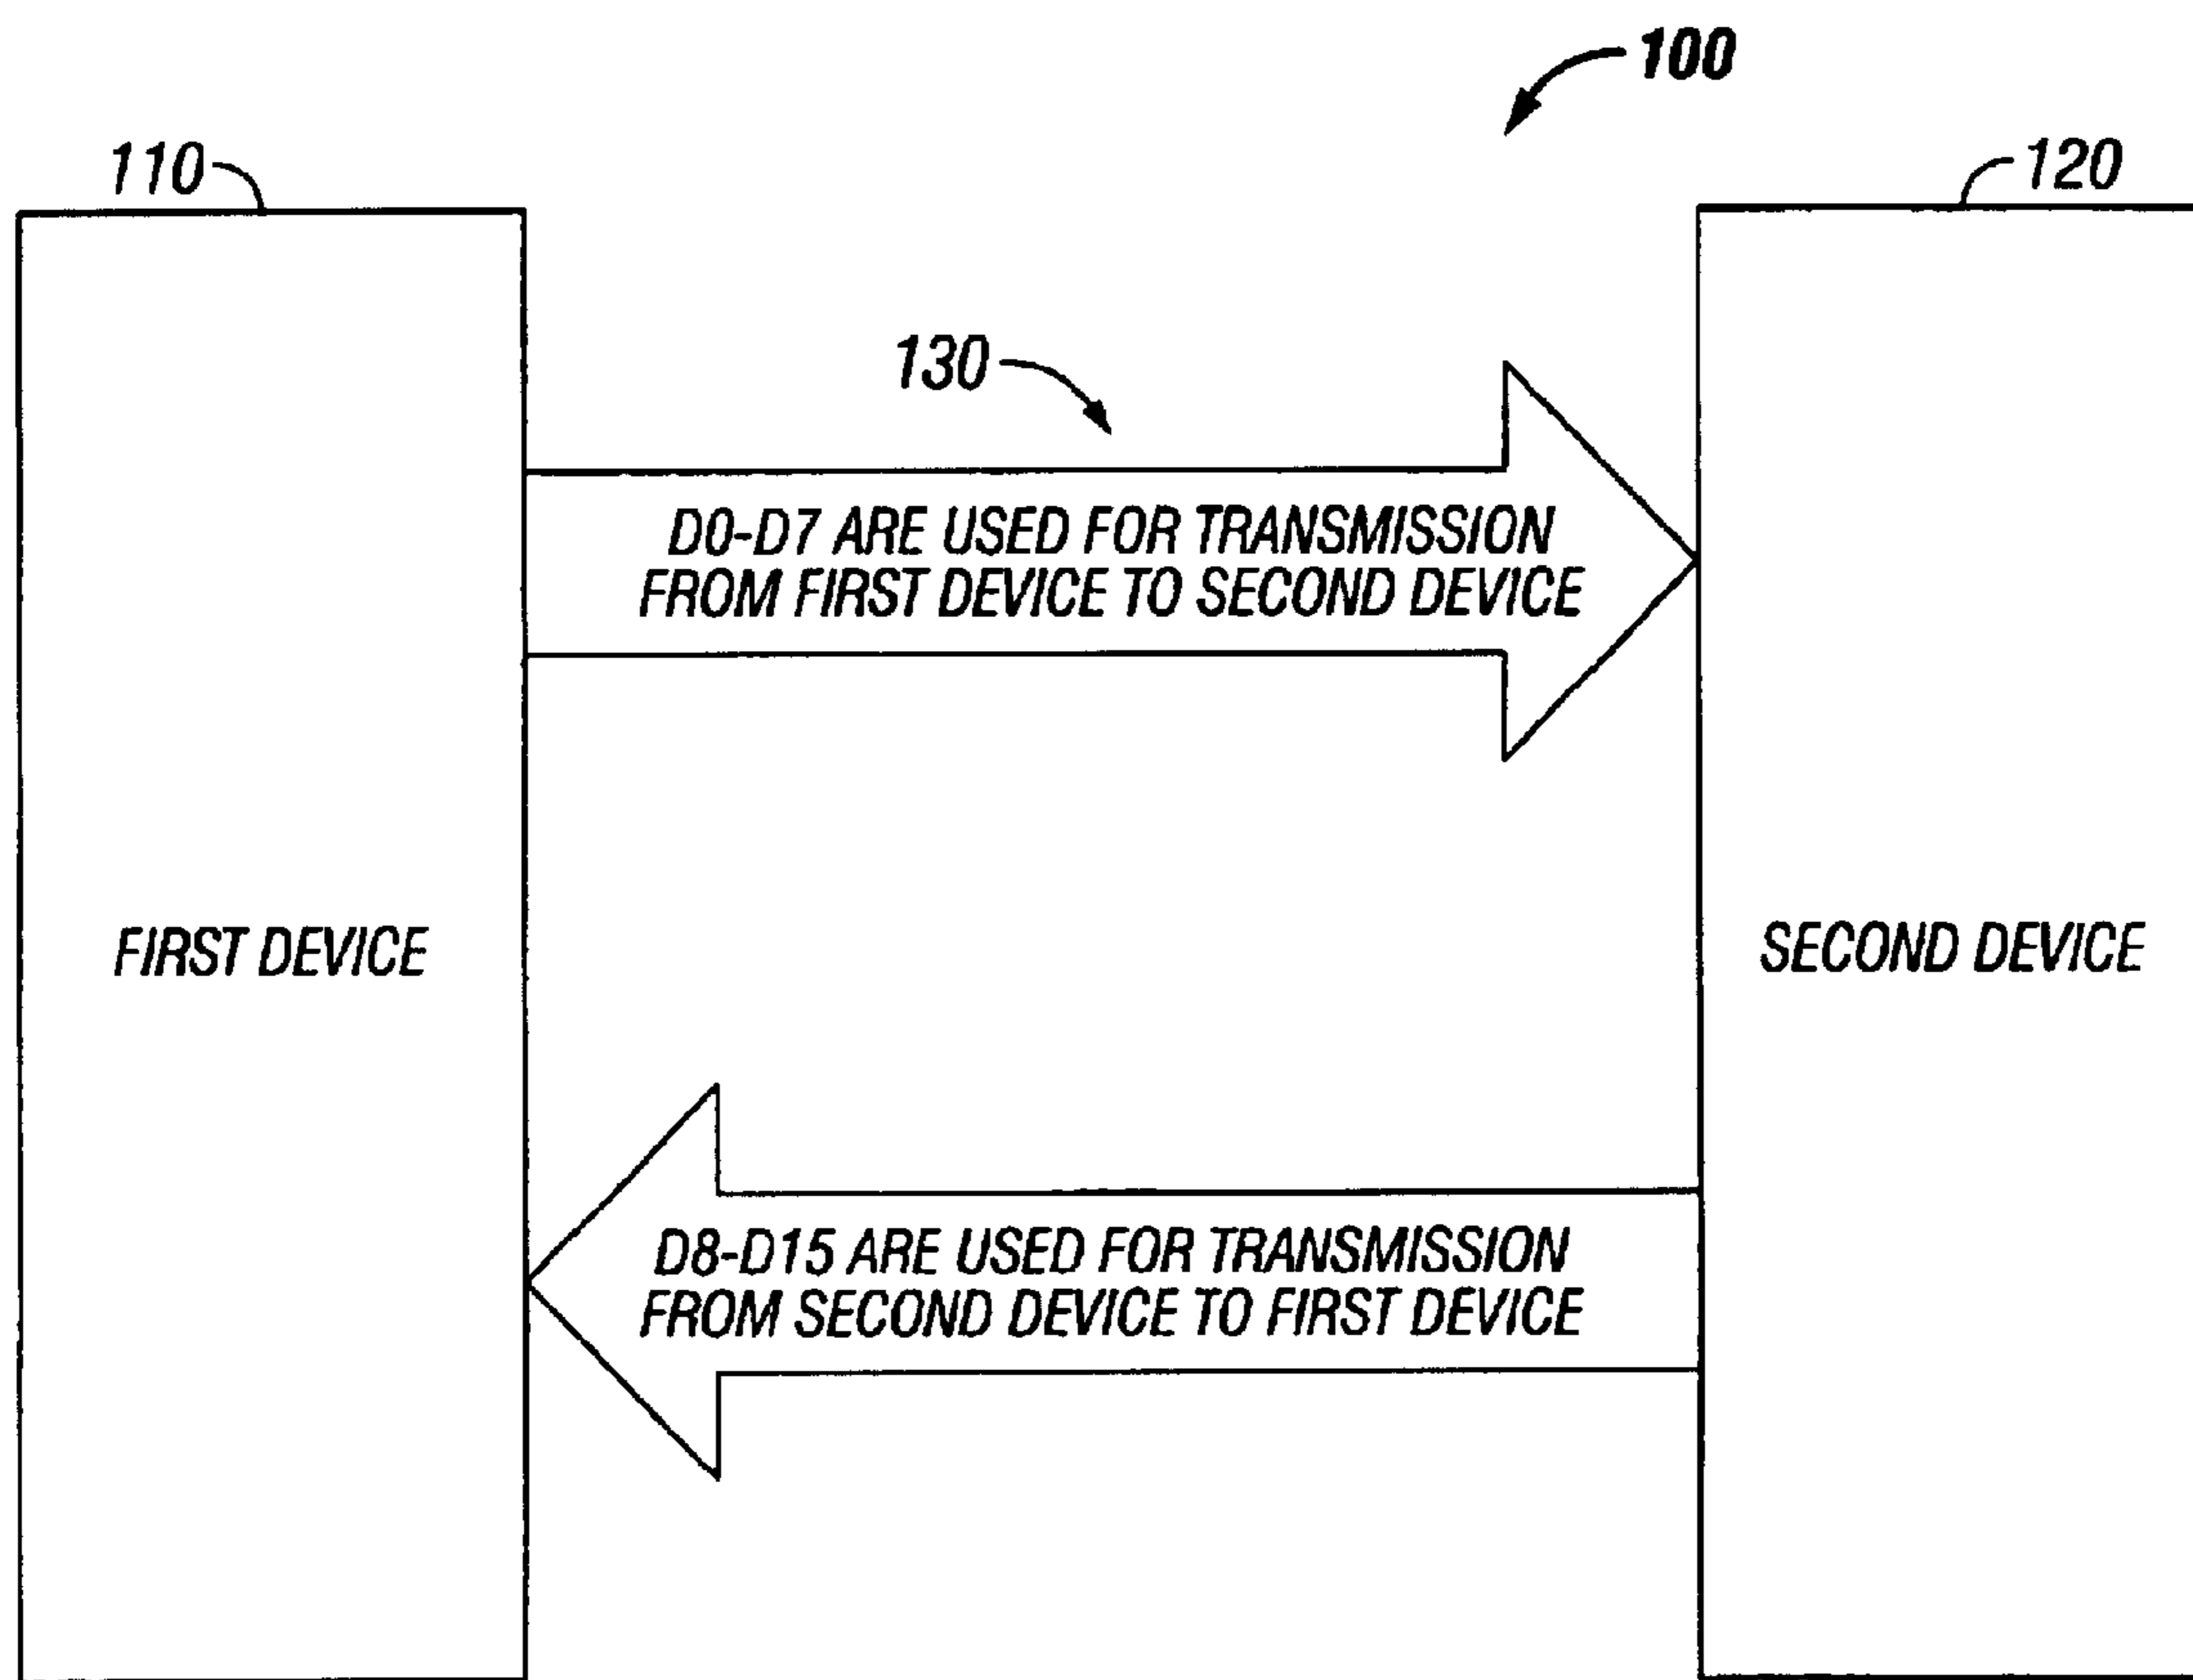 100
110
120
130
D0-D7 ARE USED FOR TRANSMISSION
FROM FIRST DEVICE TO SECOND DEVICE
FIRST DEVICE
SECOND DEVICE
D8-D15 ARE USED FOR TRANSMISSION
FROM SECOND DEVICE TO FIRST DEVICE